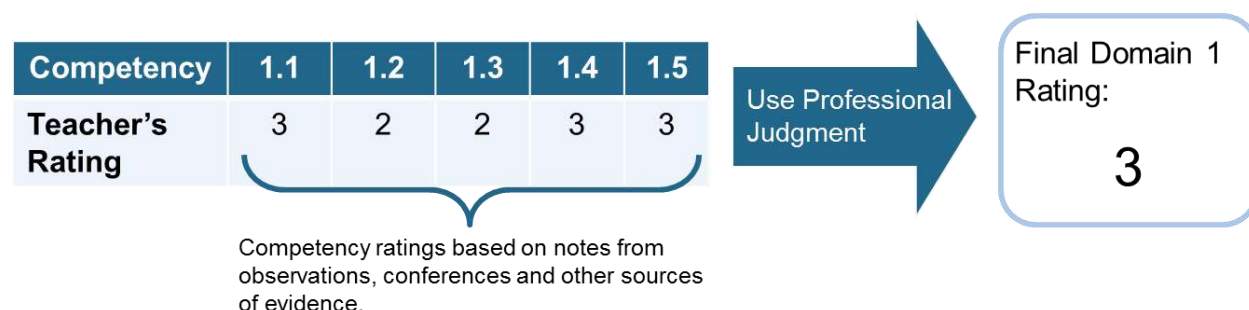 Competency 1.1 1.2 1.3 1.4 1.5
Teacher's Rating 3 2 2 3 3
Competency ratings based on notes from
observations, conferences and other sources
of evidence.
Use Professional
Judgment
Final Domain 1
Rating:
3